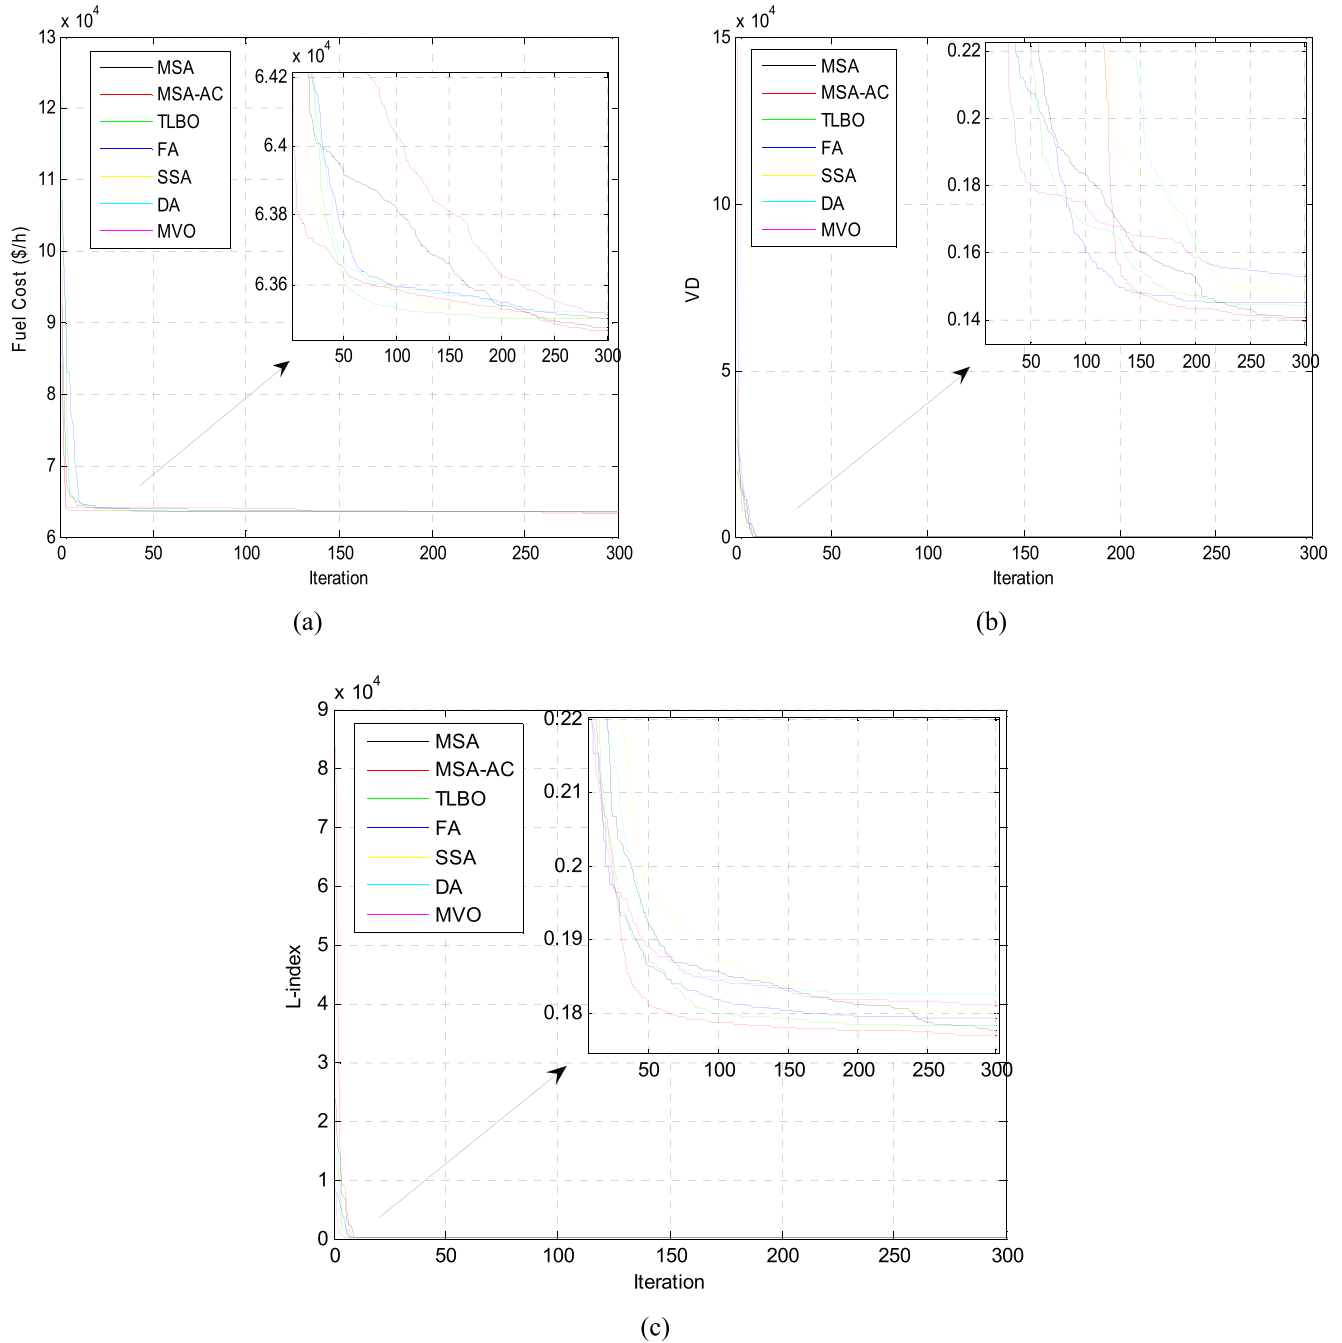 x 10^4
13
12
11
10
9
8
7
6
Fuel Cost ($/h)
MSA
MSA-AC
TLBO
FA
SSA
DA
MVO
x 10^4
6.42
6.4
6.38
6.36
50 100 150 200 250 300
0 50 100 150 200 250 300
Iteration
(a)
x 10^4
15
10
5
0
VD
MSA
MSA-AC
TLBO
FA
SSA
DA
MVO
0.22
0.2
0.18
0.16
0.14
50 100 150 200 250 300
0 50 100 150 200 250 300
Iteration
(b)
x 10^4
9
8
7
6
5
4
3
2
1
0
L-index
MSA
MSA-AC
TLBO
FA
SSA
DA
MVO
0.22
0.21
0.2
0.19
0.18
50 100 150 200 250 300
0 50 100 150 200 250 300
Iteration
(c)